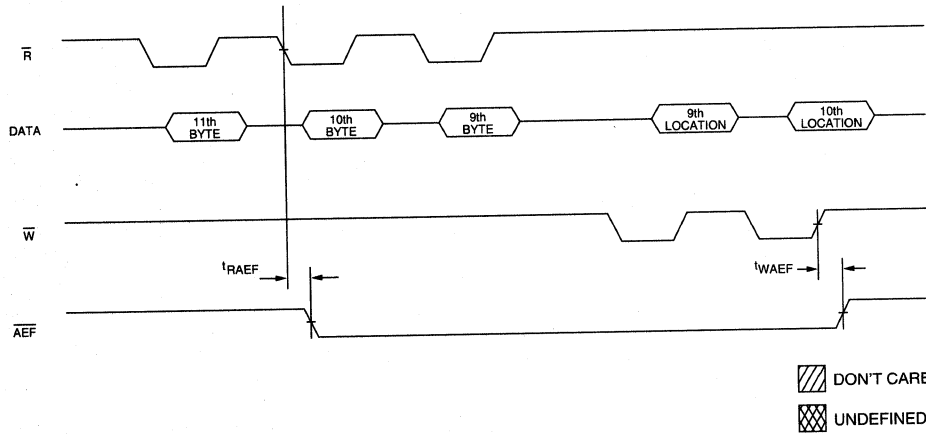 R
DATA
11th
BYTE
10th
BYTE
9th
BYTE
9th
LOCATION
10th
LOCATION
W
tRAEF
tWAEF
AEF
DON'T CARE
UNDEFINED